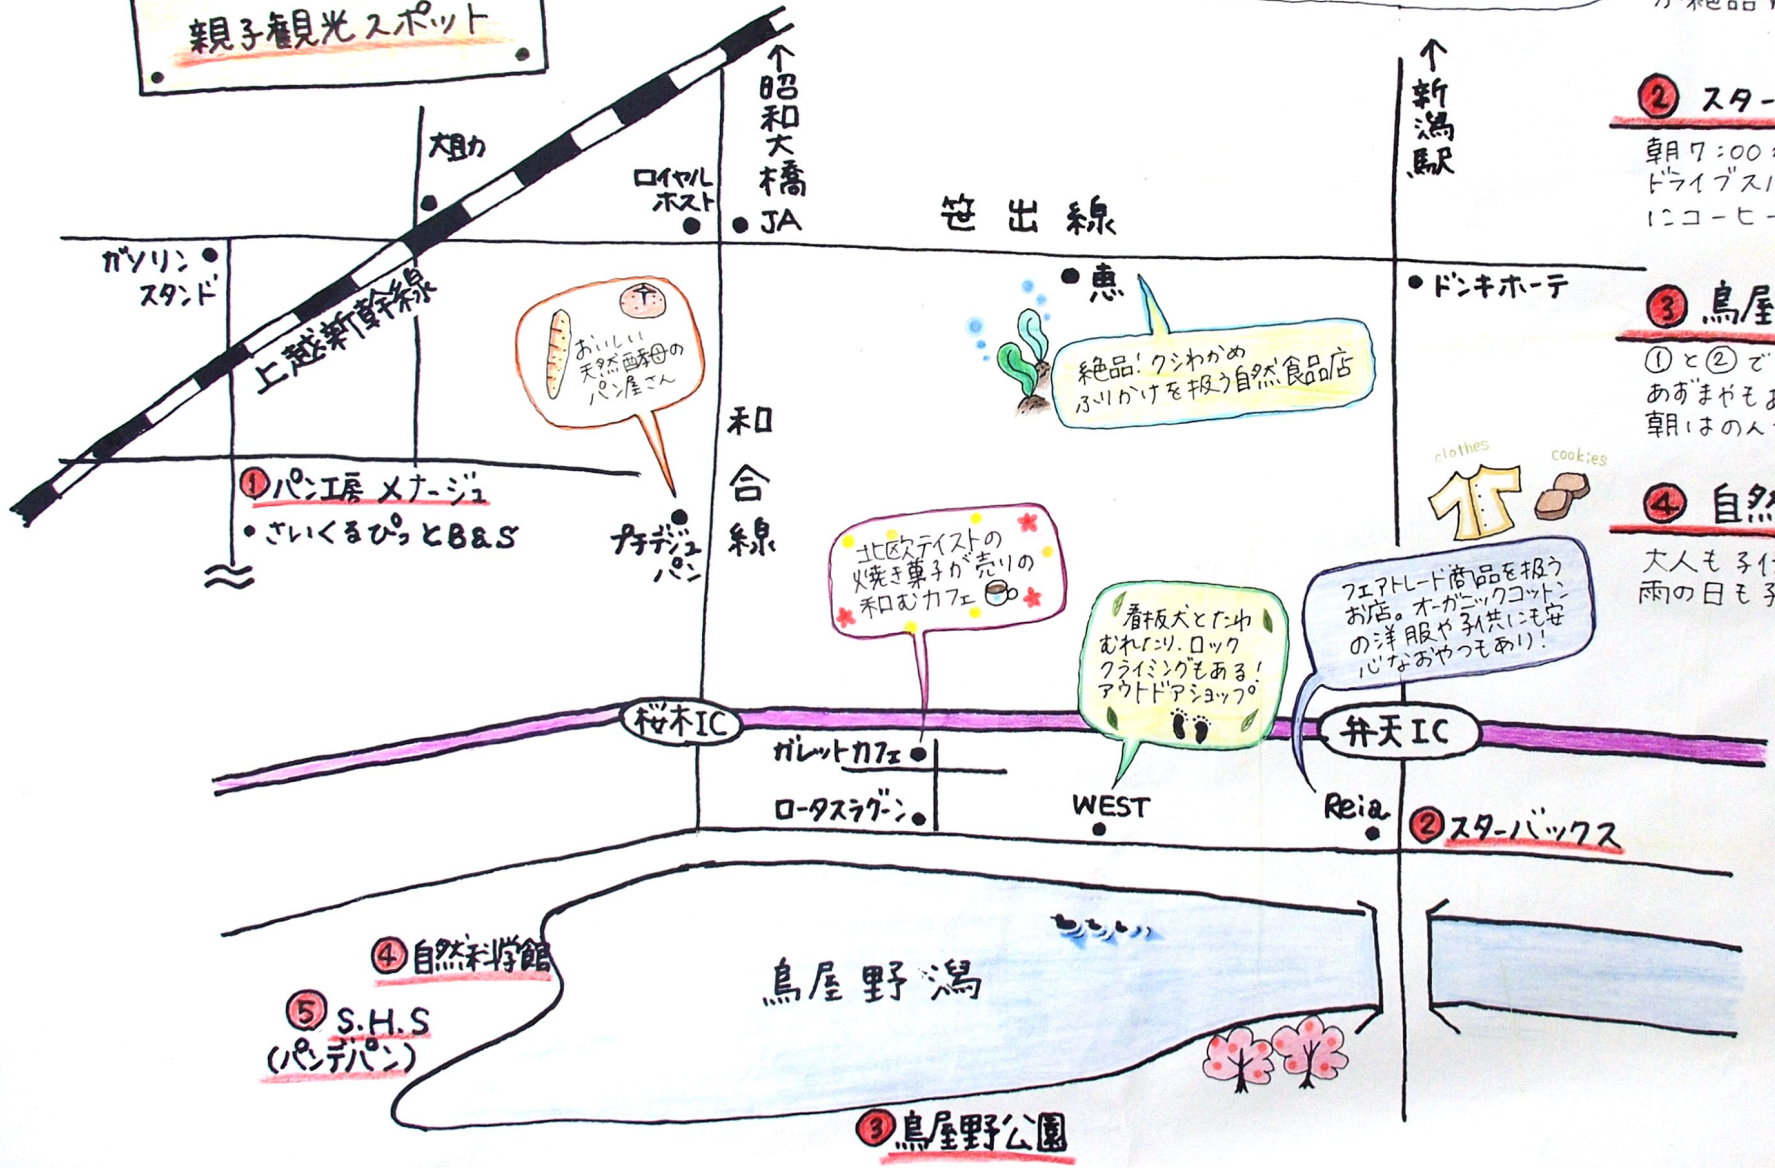 親子観光スポット
↑昭和大橋
↑新潟駅
大助
ロイヤル
ホスト
JA
笹出線
ガソリン
スタンド
上越新幹線
恵
ドンキホーテ
おいしい
天然酵母の
パン屋さん
絶品!クシわかめ
ふりかけを扱う自然食品店
和合線
clothes
cookies
①パン工房 メナージュ
さいくるぴっとB&S
プチデジュ
パン
北欧テイストの
焼き菓子が売りの
和むカフェ
看板犬とたわ
むれたり、ロック
クライミングもある!
アウトドアショップ。
フェアトレード商品を扱う
お店。オーガニックコットン
の洋服や子供にも安
心なおやつもあり!
桜木IC
弁天IC
ガレットカフェ
ロータスラグーン
WEST
Reia
②スターバックス
④自然科学館
鳥屋野潟
⑤S.H.S
(パンデパン)
③鳥屋野公園
が絶品
② スター
朝7:00
ドライブス
にコーヒー
③ 鳥屋
①と②で
あずまやも
朝はのん
④ 自然
大人も子
雨の日も子